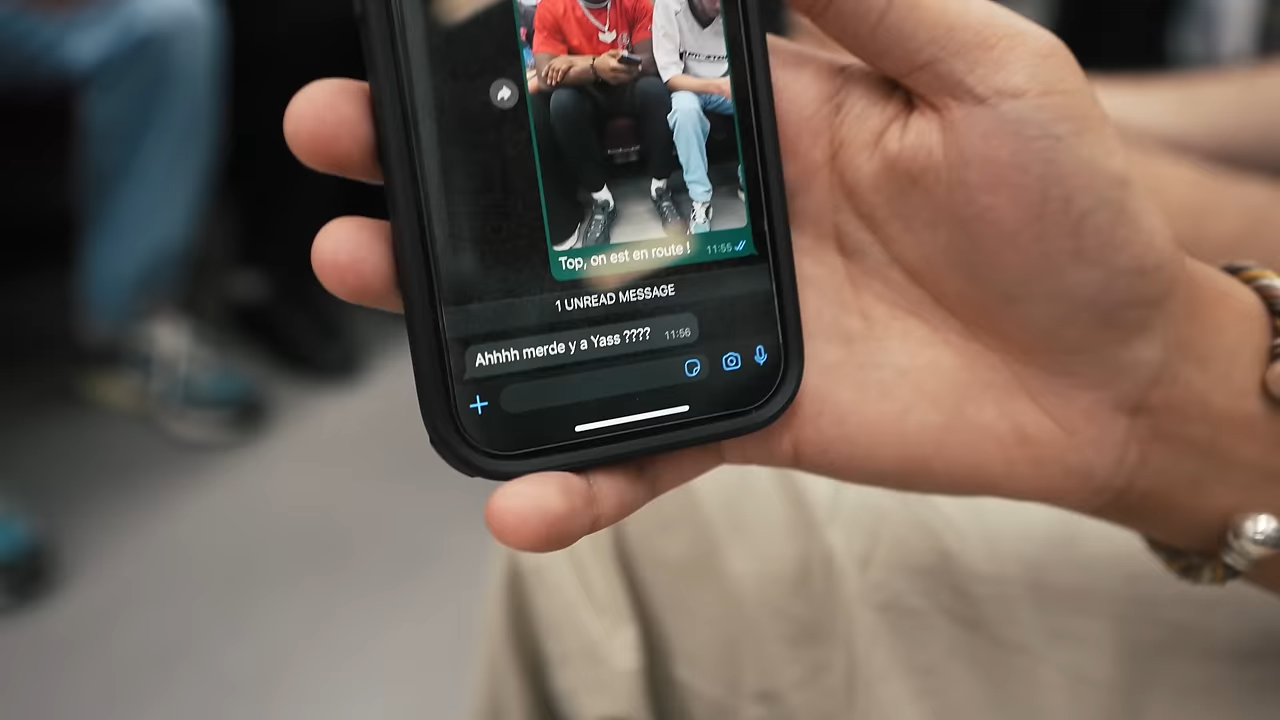 Top, on est en route !
11:55
1 UNREAD MESSAGE
Ahhhh merde y a Yass ????
11:56